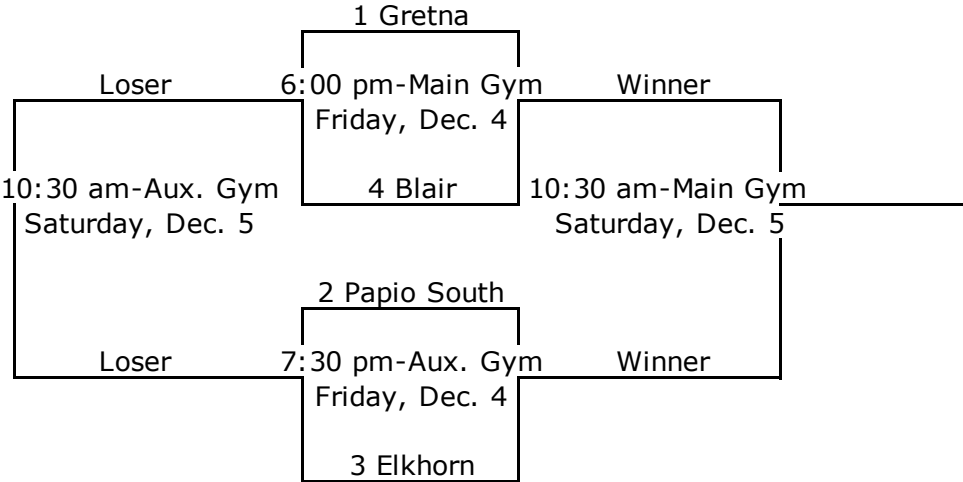 1 Gretna
Loser
6:00 pm-Main Gym
Winner
Friday, Dec. 4
10:30 am-Aux. Gym
4 Blair
10:30 am-Main Gym
Saturday, Dec. 5
Saturday, Dec. 5
2 Papio South
Loser
7:30 pm-Aux. Gym
Winner
Friday, Dec. 4
3 Elkhorn